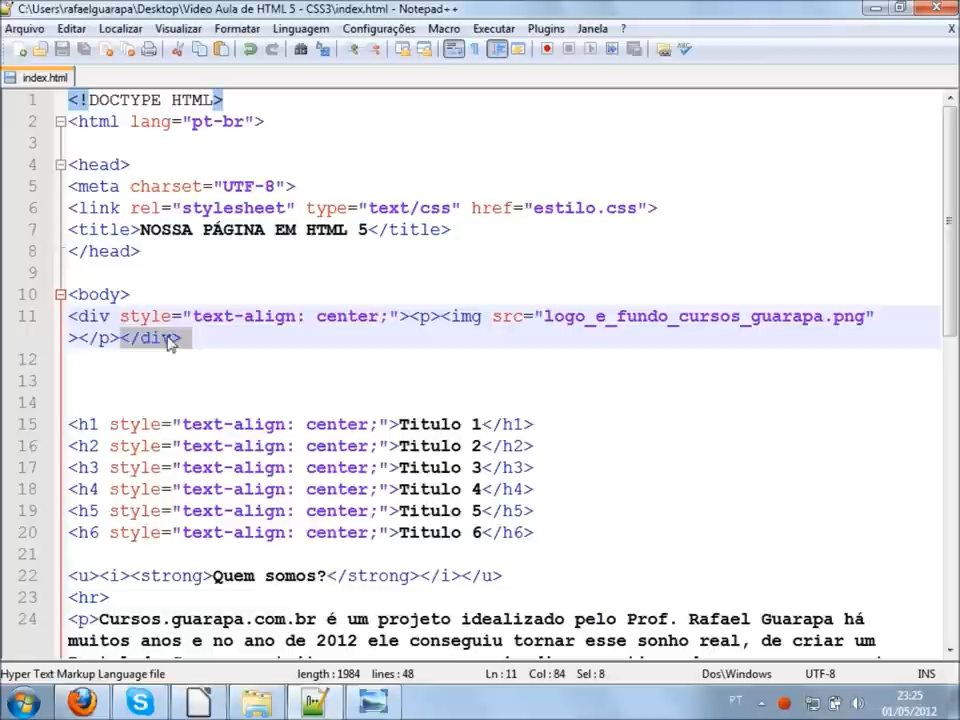 C:\Users\rafaelguarapa\Desktop\Video Aula de HTML 5 - CSS3\index.html - Notepad++
Arquivo Editar Localizar Visualizar Formatar Linguagem Configurações Macro Executar Plugins Janela ? X
index.html
1 <!DOCTYPE HTML>
2 <html lang="pt-br">
3
4 <head>
5 <meta charset="UTF-8">
6 <link rel="stylesheet" type="text/css" href="estilo.css">
7 <title>NOSSA PÁGINA EM HTML 5</title>
8 </head>
9
10 <body>
11 <div style="text-align: center;"><p><img src="logo_e_fundo_cursos_guarapa.png"
></p></div>
12
13
14
15 <h1 style="text-align: center;">Titulo 1</h1>
16 <h2 style="text-align: center;">Titulo 2</h2>
17 <h3 style="text-align: center;">Titulo 3</h3>
18 <h4 style="text-align: center;">Titulo 4</h4>
19 <h5 style="text-align: center;">Titulo 5</h5>
20 <h6 style="text-align: center;">Titulo 6</h6>
21
22 <u><i><strong>Quem somos?</strong></i></u>
23 <hr>
24 <p>Cursos.guarapa.com.br é um projeto idealizado pelo Prof. Rafael Guarapa há
muitos anos e no ano de 2012 ele conseguiu tornar esse sonho real, de criar um
Hyper Text Markup Language file length : 1984 lines : 48 Ln : 11 Col : 84 Sel : 8 Dos\Windows UTF-8 INS
PT 23:25
01/05/2012